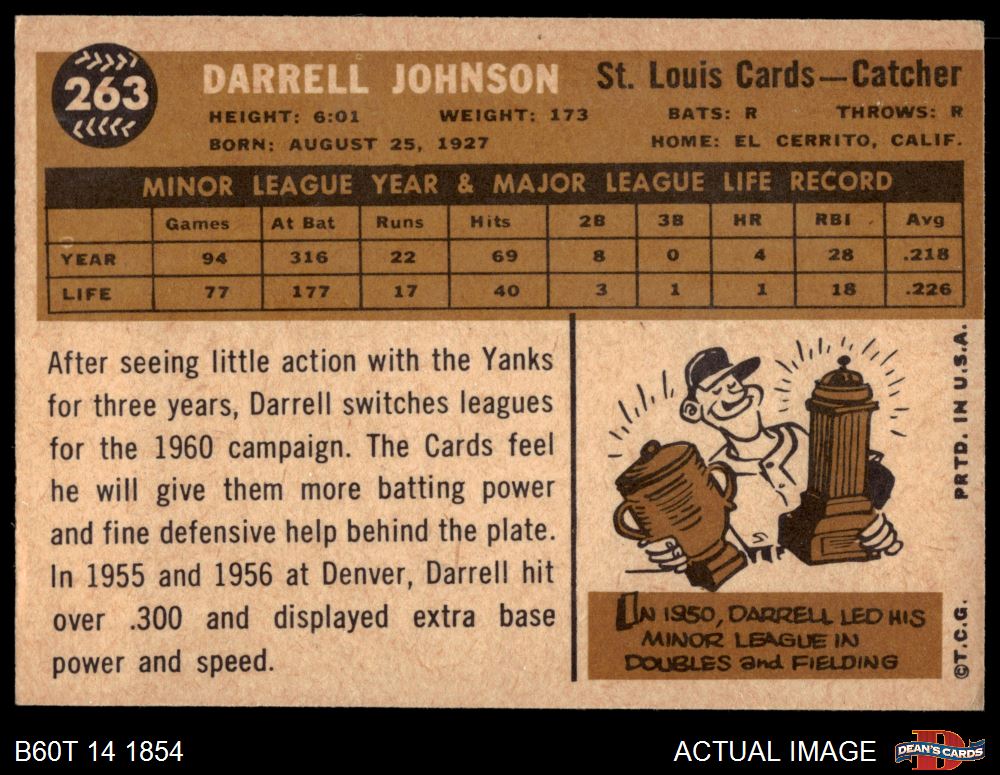 263
DARRELL JOHNSON St. Louis Cards—Catcher
HEIGHT: 6:01 WEIGHT: 173 BATS: R THROWS: R
BORN: AUGUST 25, 1927 HOME: EL CERRITO, CALIF.
MINOR LEAGUE YEAR & MAJOR LEAGUE LIFE RECORD
Games At Bat Runs Hits 2B 3B HR RBI Avg
YEAR 94 316 22 69 8 0 4 28 .218
LIFE 77 177 17 40 3 1 1 18 .226
After seeing little action with the Yanks
for three years, Darrell switches leagues
for the 1960 campaign. The Cards feel
he will give them more batting power
and fine defensive help behind the plate.
In 1955 and 1956 at Denver, Darrell hit
over .300 and displayed extra base
power and speed.
IN 1950, DARRELL LED HIS
MINOR LEAGUE IN
DOUBLES and FIELDING
©T.C.G. PRTD. IN U.S.A.
B60T 14 1854 ACTUAL IMAGE
DEAN'S CARDS